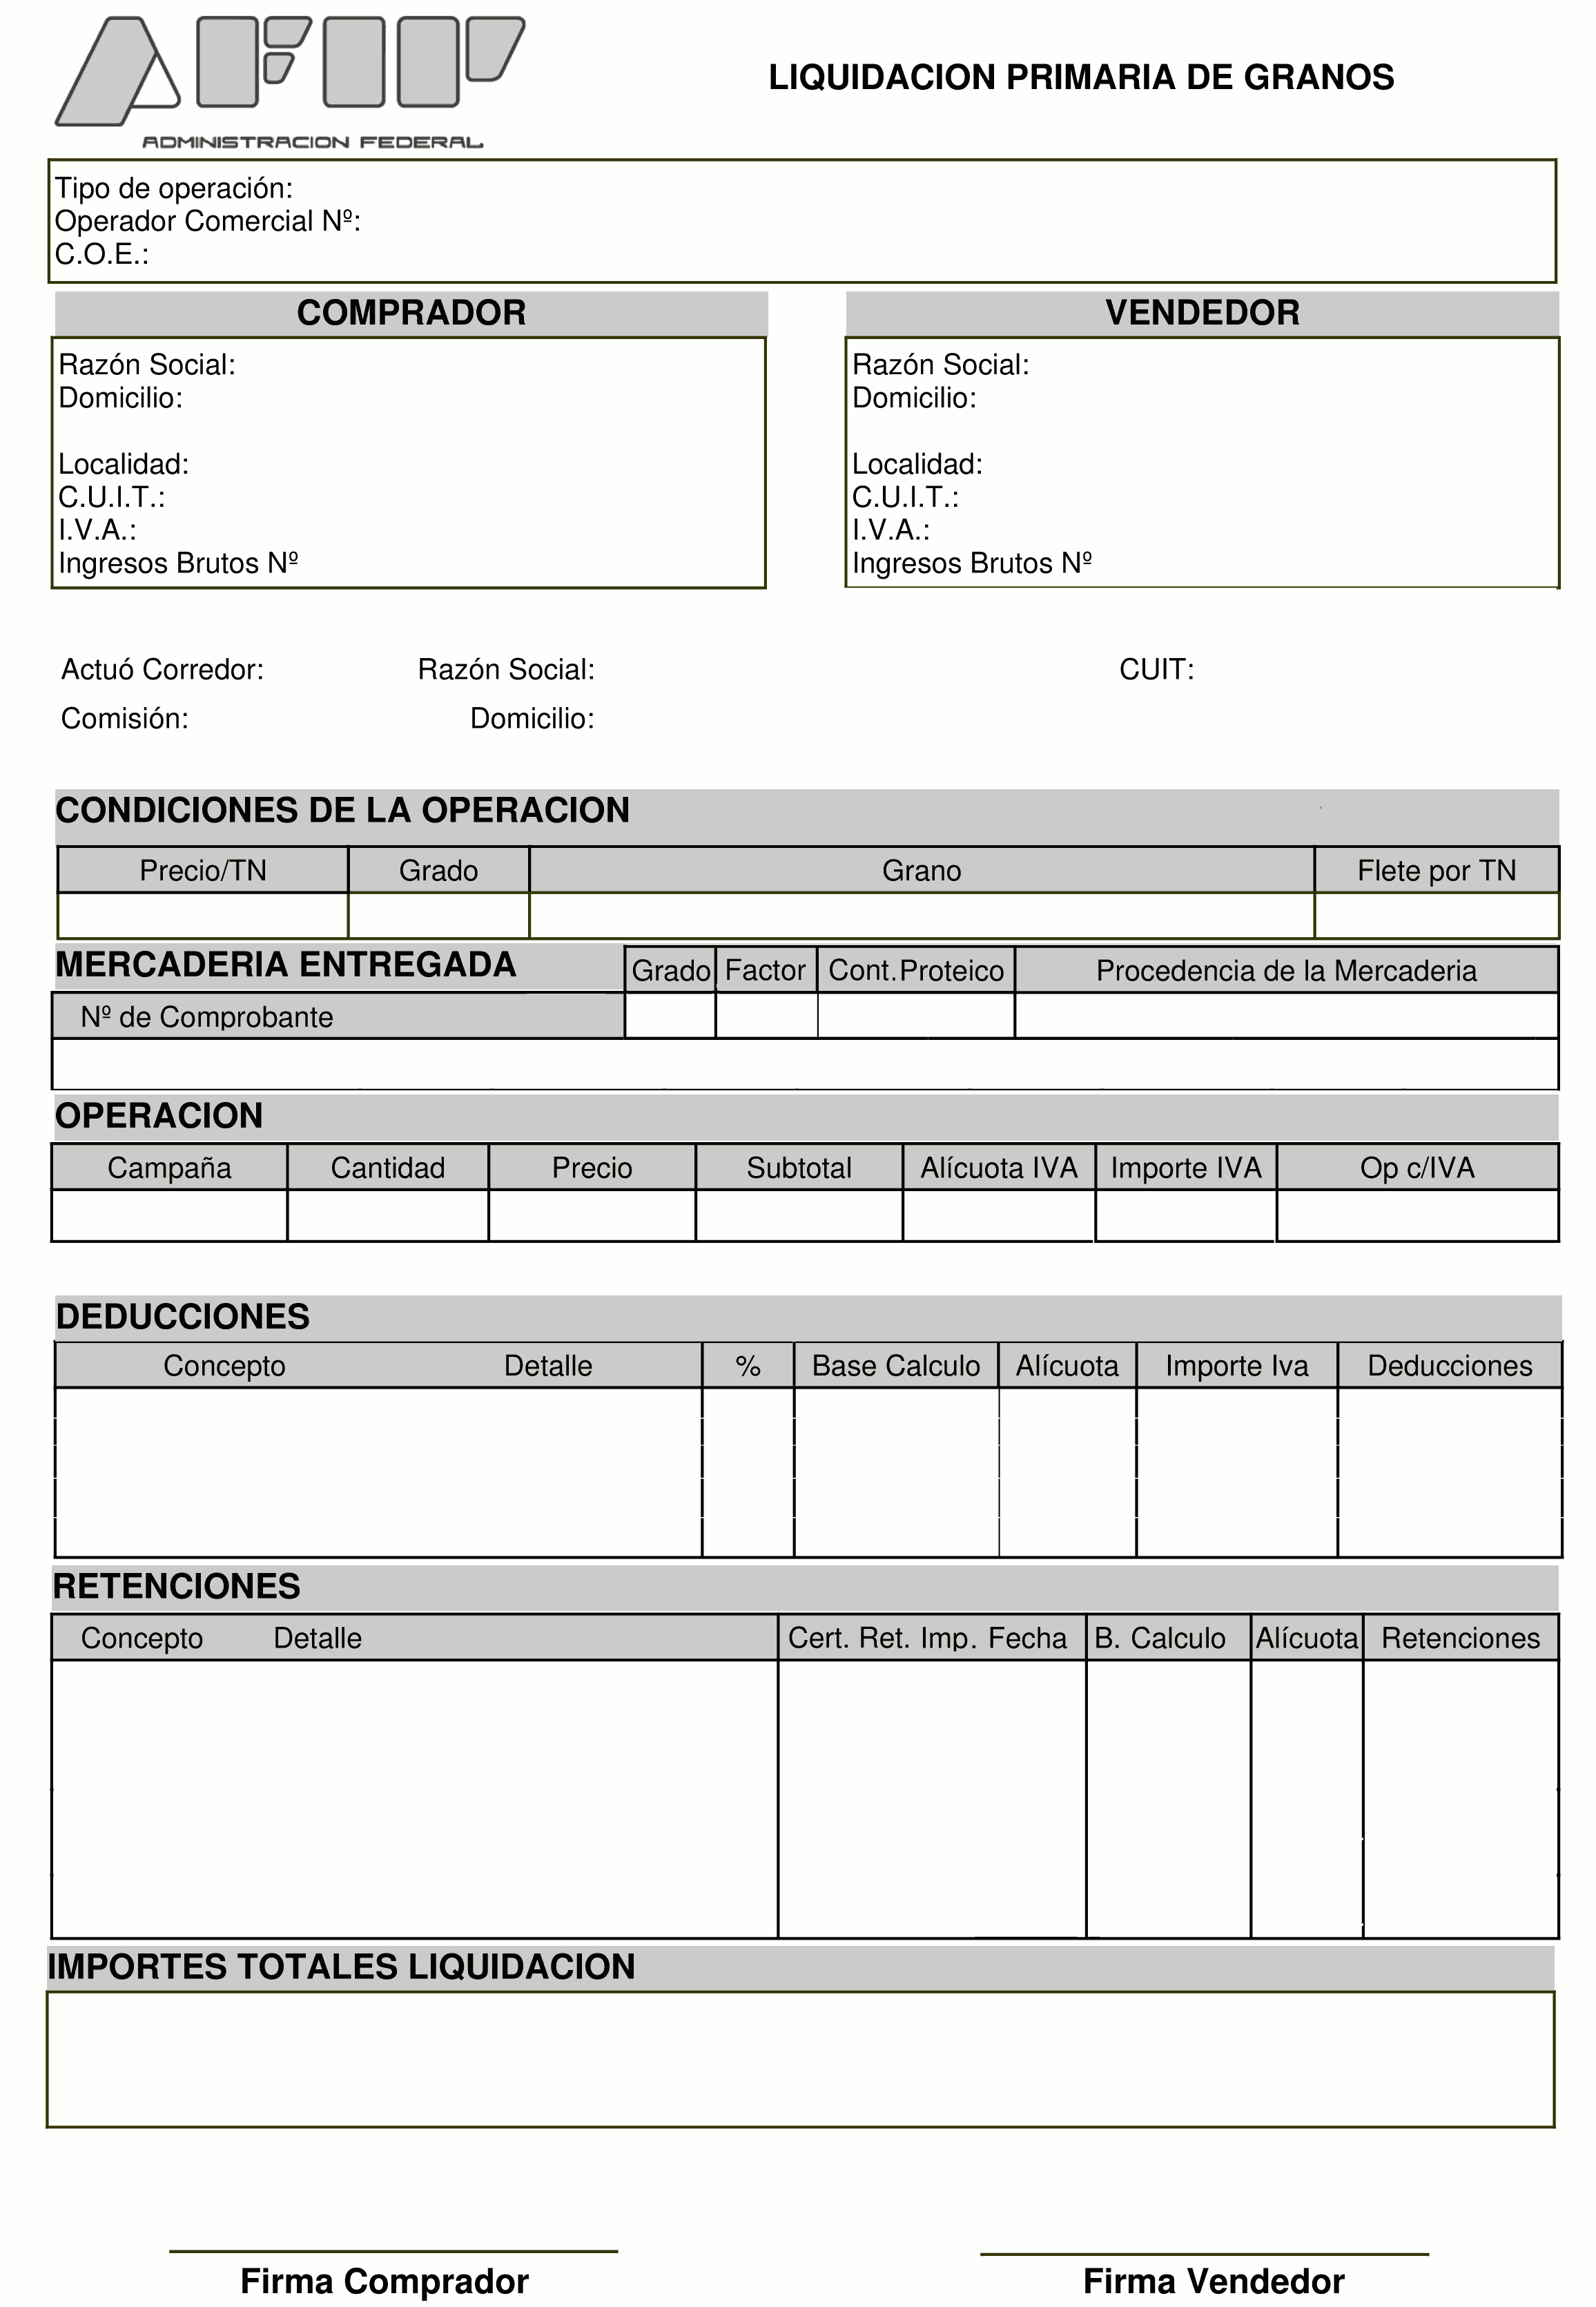 AFIP
ADMINISTRACION FEDERAL
LIQUIDACION PRIMARIA DE GRANOS
Tipo de operación:
Operador Comercial Nº:
C.O.E.:
COMPRADOR
Razón Social:
Domicilio:
Localidad:
C.U.I.T.:
I.V.A.:
Ingresos Brutos Nº
VENDEDOR
Razón Social:
Domicilio:
Localidad:
C.U.I.T.:
I.V.A.:
Ingresos Brutos Nº
Actuó Corredor: Razón Social: CUIT:
Comisión: Domicilio:
CONDICIONES DE LA OPERACION
Precio/TN Grado Grano Flete por TN
MERCADERIA ENTREGADA Grado Factor Cont.Proteico Procedencia de la Mercaderia
Nº de Comprobante
OPERACION
Campaña Cantidad Precio Subtotal Alícuota IVA Importe IVA Op c/IVA
DEDUCCIONES
Concepto Detalle % Base Calculo Alícuota Importe Iva Deducciones
RETENCIONES
Concepto Detalle Cert. Ret. Imp. Fecha B. Calculo Alícuota Retenciones
IMPORTES TOTALES LIQUIDACION
Firma Comprador Firma Vendedor